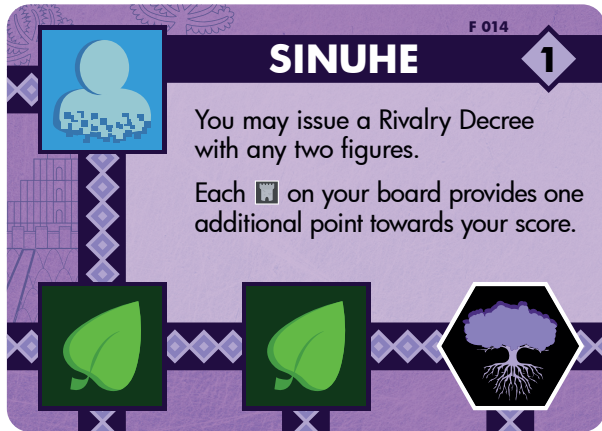 F 014
SINUHE
1
You may issue a Rivalry Decree
with any two figures.
Each on your board provides one
additional point towards your score.